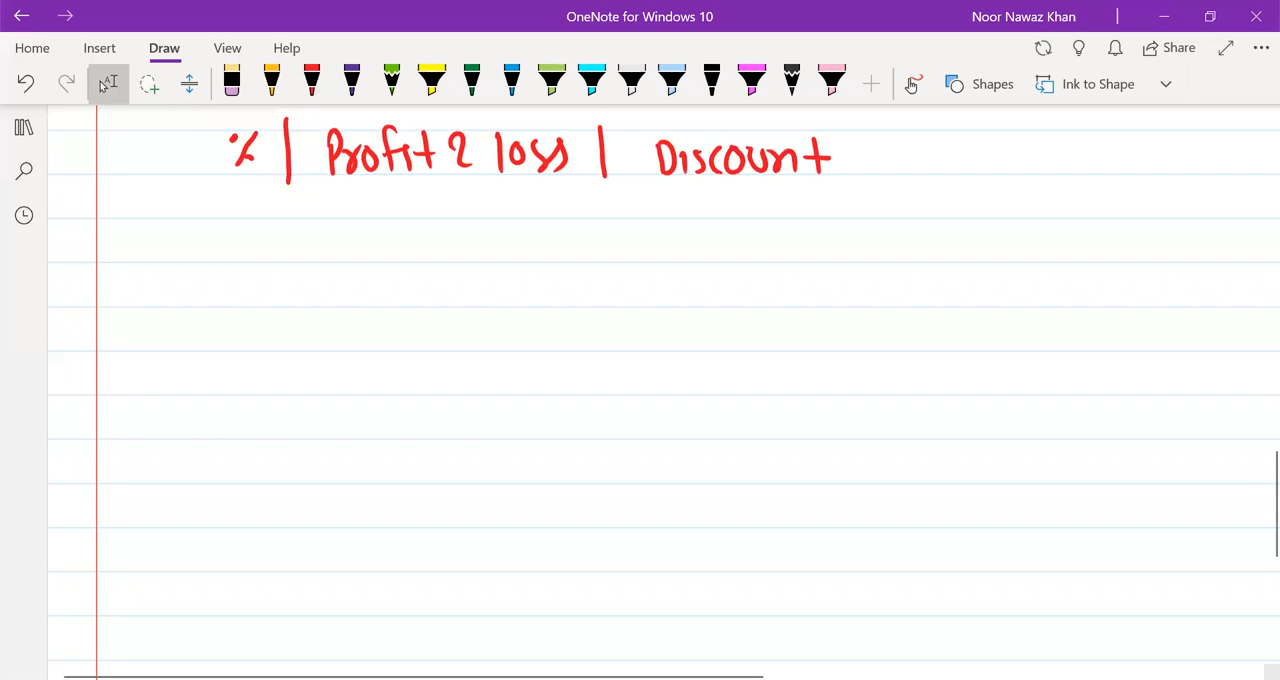 OneNote for Windows 10
Noor Nawaz Khan
Home Insert Draw View Help
Share
Shapes Ink to Shape
% | Profit 2 loss | Discount